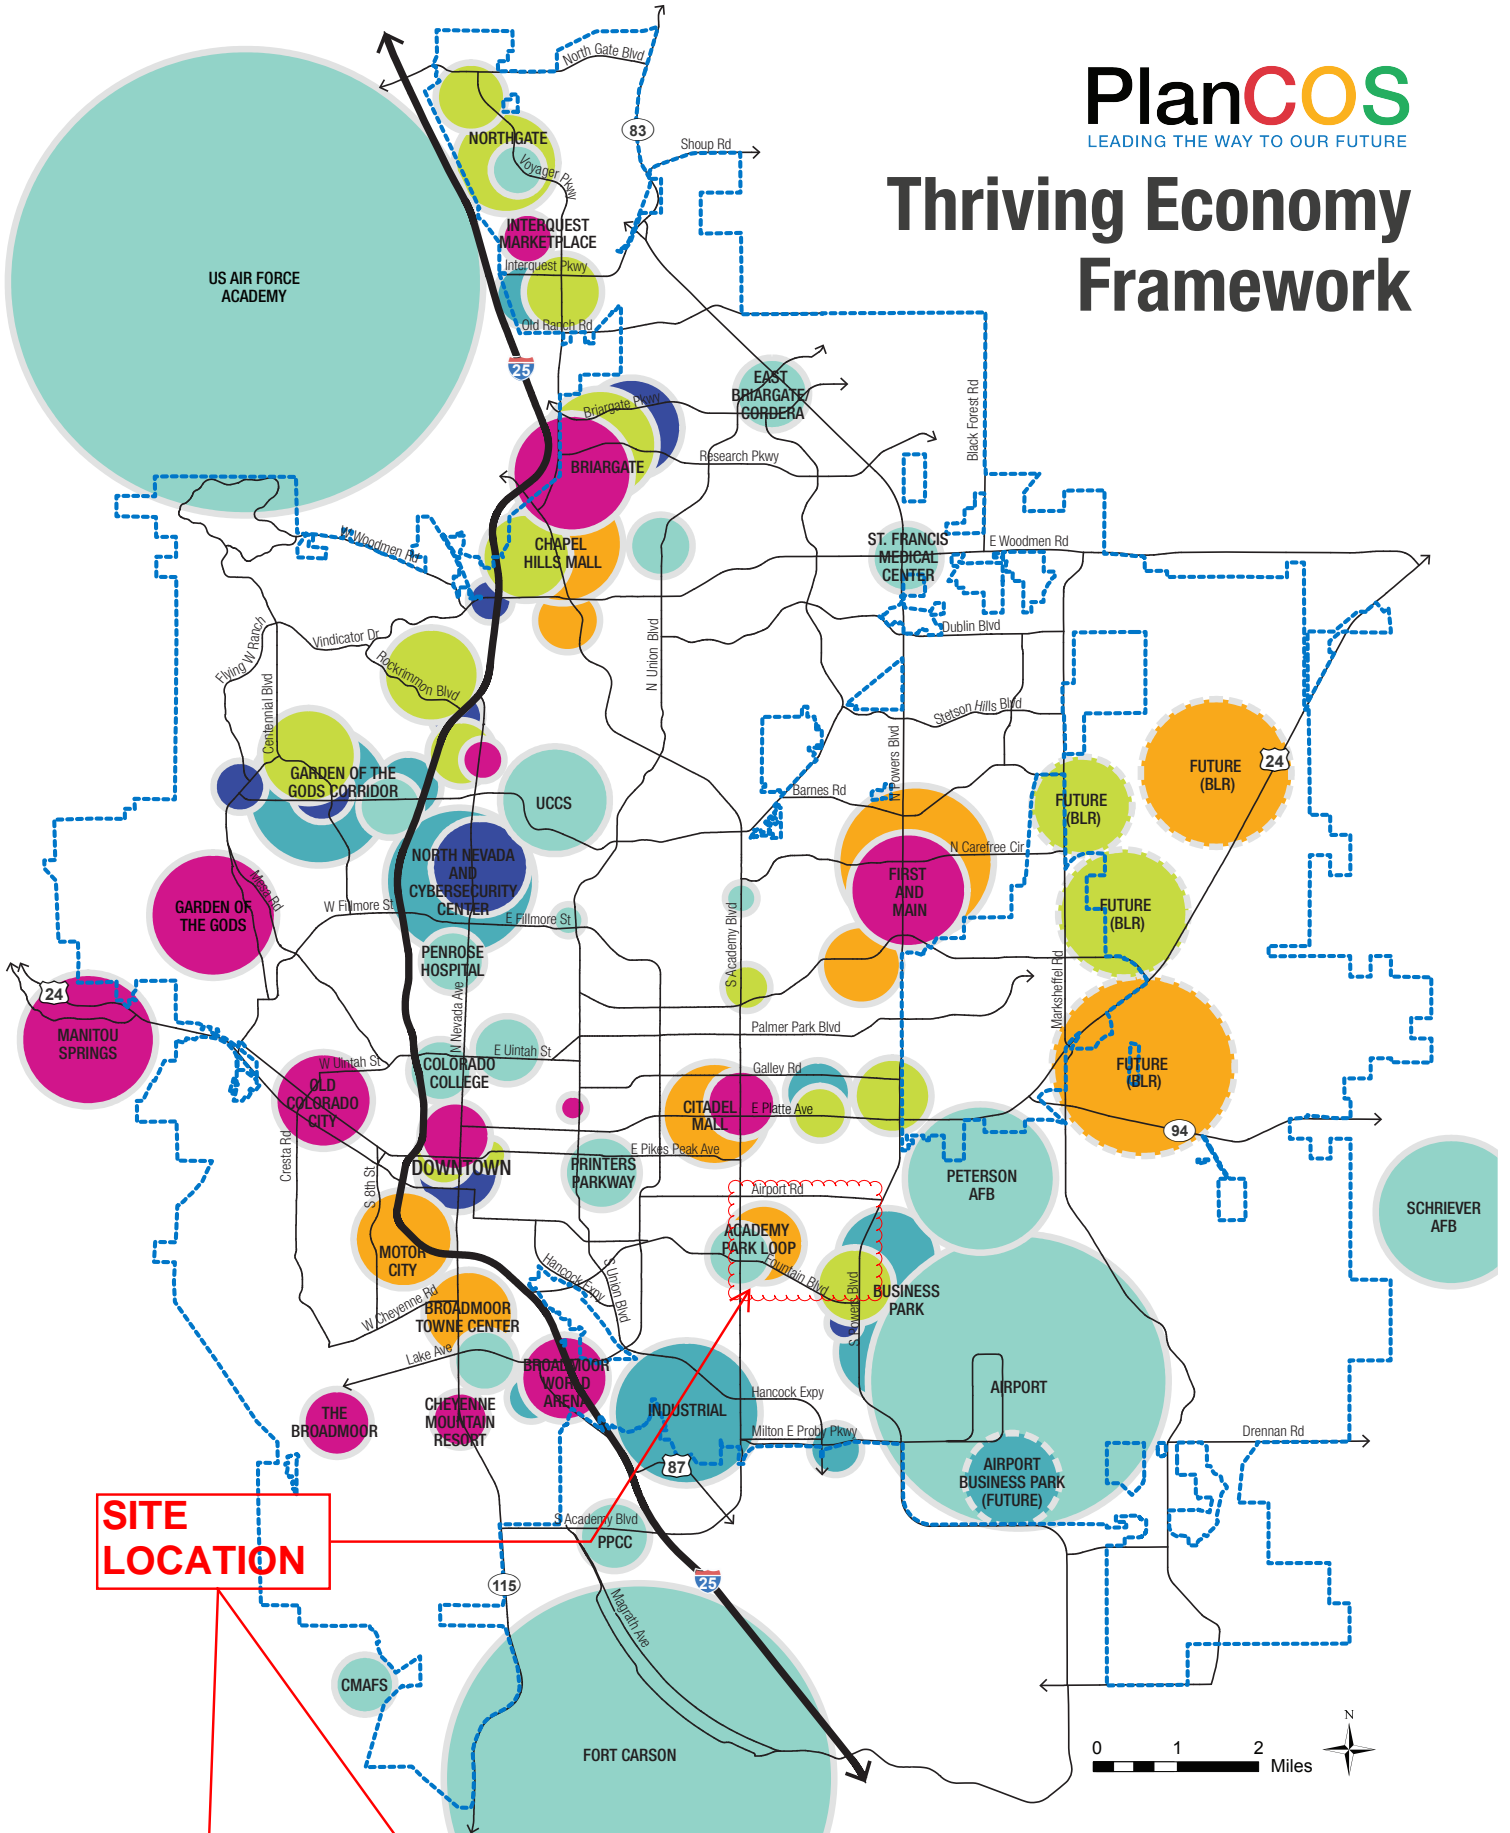 PlanCOS
LEADING THE WAY TO OUR FUTURE
Thriving Economy
Framework
North Gate Blvd
83
Shoup Rd
NORTHGATE
Voyager Pkwy
INTERQUEST
MARKETPLACE
Interquest Pkwy
US AIR FORCE
ACADEMY
Old Ranch Rd
25
EAST
BRIARGATE/
CORDERA
Briargate Pkwy
Black Forest Rd
BRIARGATE
Research Pkwy
W Woodmen Rd
CHAPEL
HILLS MALL
ST. FRANCIS
MEDICAL
CENTER
E Woodmen Rd
Flying W Ranch
Vindicator Dr
N Union Blvd
Dublin Blvd
Rockrimmon Blvd
Centennial Blvd
Stetson Hills Blvd
N Powers Blvd
24
FUTURE
(BLR)
GARDEN OF THE
GODS CORRIDOR
UCCS
Barnes Rd
FUTURE
(BLR)
NORTH NEVADA
AND
CYBERSECURITY
CENTER
N Carefree Cir
FIRST
AND
MAIN
Mesa Rd
GARDEN OF
THE GODS
W Fillmore St
E Fillmore St
S Academy Blvd
FUTURE
(BLR)
PENROSE
HOSPITAL
24
N Nevada Ave
Marksheffel Rd
MANITOU
SPRINGS
Palmer Park Blvd
E Uintah St
W Uintah St
COLORADO
COLLEGE
Galley Rd
FUTURE
(BLR)
OLD
COLORADO
CITY
CITADEL
MALL
E Platte Ave
94
Cresta Rd
E Pikes Peak Ave
DOWNTOWN
PRINTERS
PARKWAY
S 8th St
Airport Rd
PETERSON
AFB
SCHRIEVER
AFB
ACADEMY
PARK LOOP
MOTOR
CITY
Hancock Expy
S Union Blvd
Fountain Blvd
S Powers Blvd
BUSINESS
PARK
W Cheyenne Rd
BROADMOOR
TOWNE CENTER
Lake Ave
BROADMOOR
WORLD
ARENA
AIRPORT
Hancock Expy
THE
BROADMOOR
CHEYENNE
MOUNTAIN
RESORT
INDUSTRIAL
Milton E Proby Pkwy
Drennan Rd
87
AIRPORT
BUSINESS PARK
(FUTURE)
SITE
LOCATION
S Academy Blvd
PPCC
115
25
Magrath Ave
CMAFS
FORT CARSON
N
0 1 2
Miles